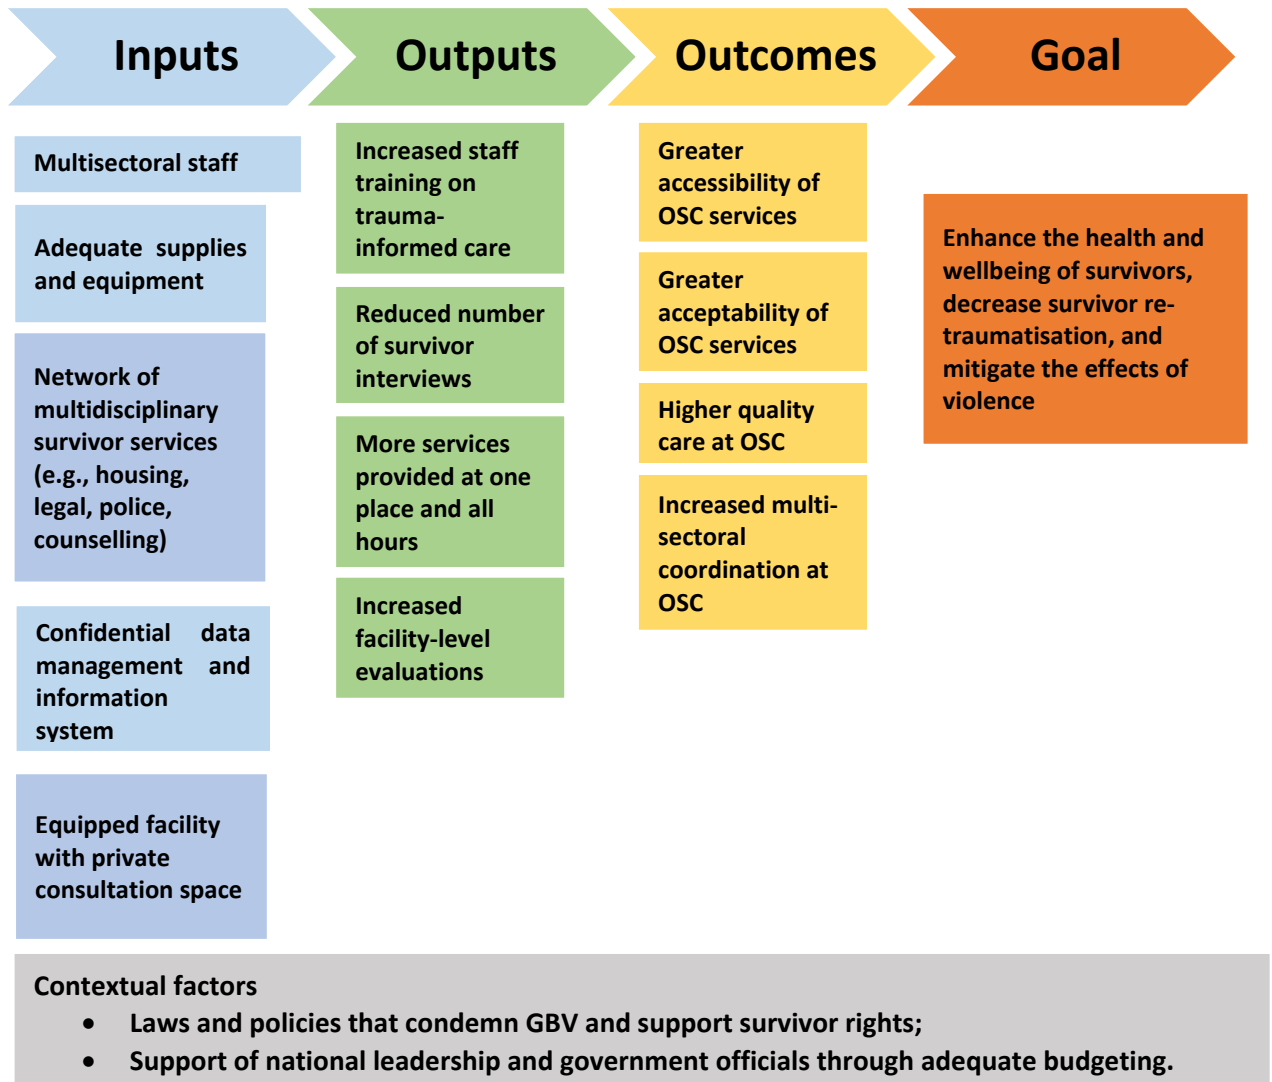 Inputs
Outputs
Outcomes
Goal
Multisectoral staff
Adequate supplies
and equipment
Network of
multidisciplinary
survivor services
(e.g., housing,
legal, police,
counselling)
Confidential data
management and
information
system
Equipped facility
with private
consultation space
Increased staff
training on
trauma-
informed care
Reduced number
of survivor
interviews
More services
provided at one
place and all
hours
Increased
facility-level
evaluations
Greater
accessibility of
OSC services
Greater
acceptability of
OSC services
Higher quality
care at OSC
Increased multi-
sectoral
coordination at
OSC
Enhance the health and
wellbeing of survivors,
decrease survivor re-
traumatisation, and
mitigate the effects of
violence
Contextual factors
• Laws and policies that condemn GBV and support survivor rights;
• Support of national leadership and government officials through adequate budgeting.